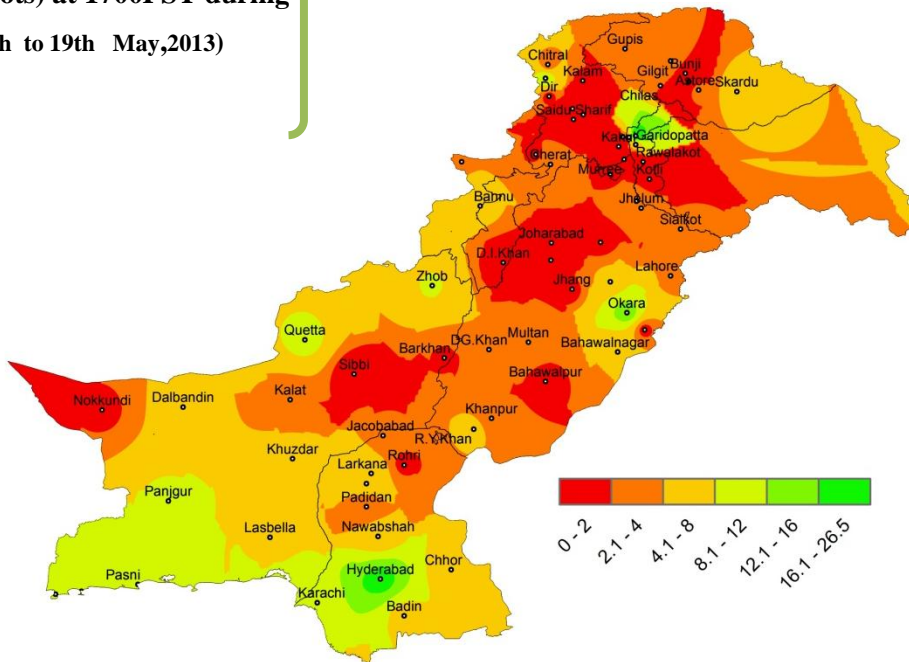 at 1700PST during
to 19th May,2013)
Gupis
Chitral
Bunji
Kalam
Gilgit
Astore
Skardu
Dir
Chilas
Saidu Sharif
Garidopatta
Cherat
Rawalakot
Murree
Kotli
Bannu
Jhelum
Sialkot
Joharabad
D.I.Khan
Lahore
Zhob
Jhang
Okara
Quetta
DG.Khan
Multan
Barkhan
Bahawalnagar
Sibbi
Bahawalpur
Nokkundi
Dalbandin
Kalat
Khanpur
Jacobabad
R.Y.Khan
Khuzdar
Larkana
Rohri
Panjgur
Padidan
Lasbella
Nawabshah
Chhor
Pasni
Hyderabad
Karachi
Badin
0 - 2
2.1 - 4
4.1 - 8
8.1 - 12
12.1 - 16
16.1 - 26.5